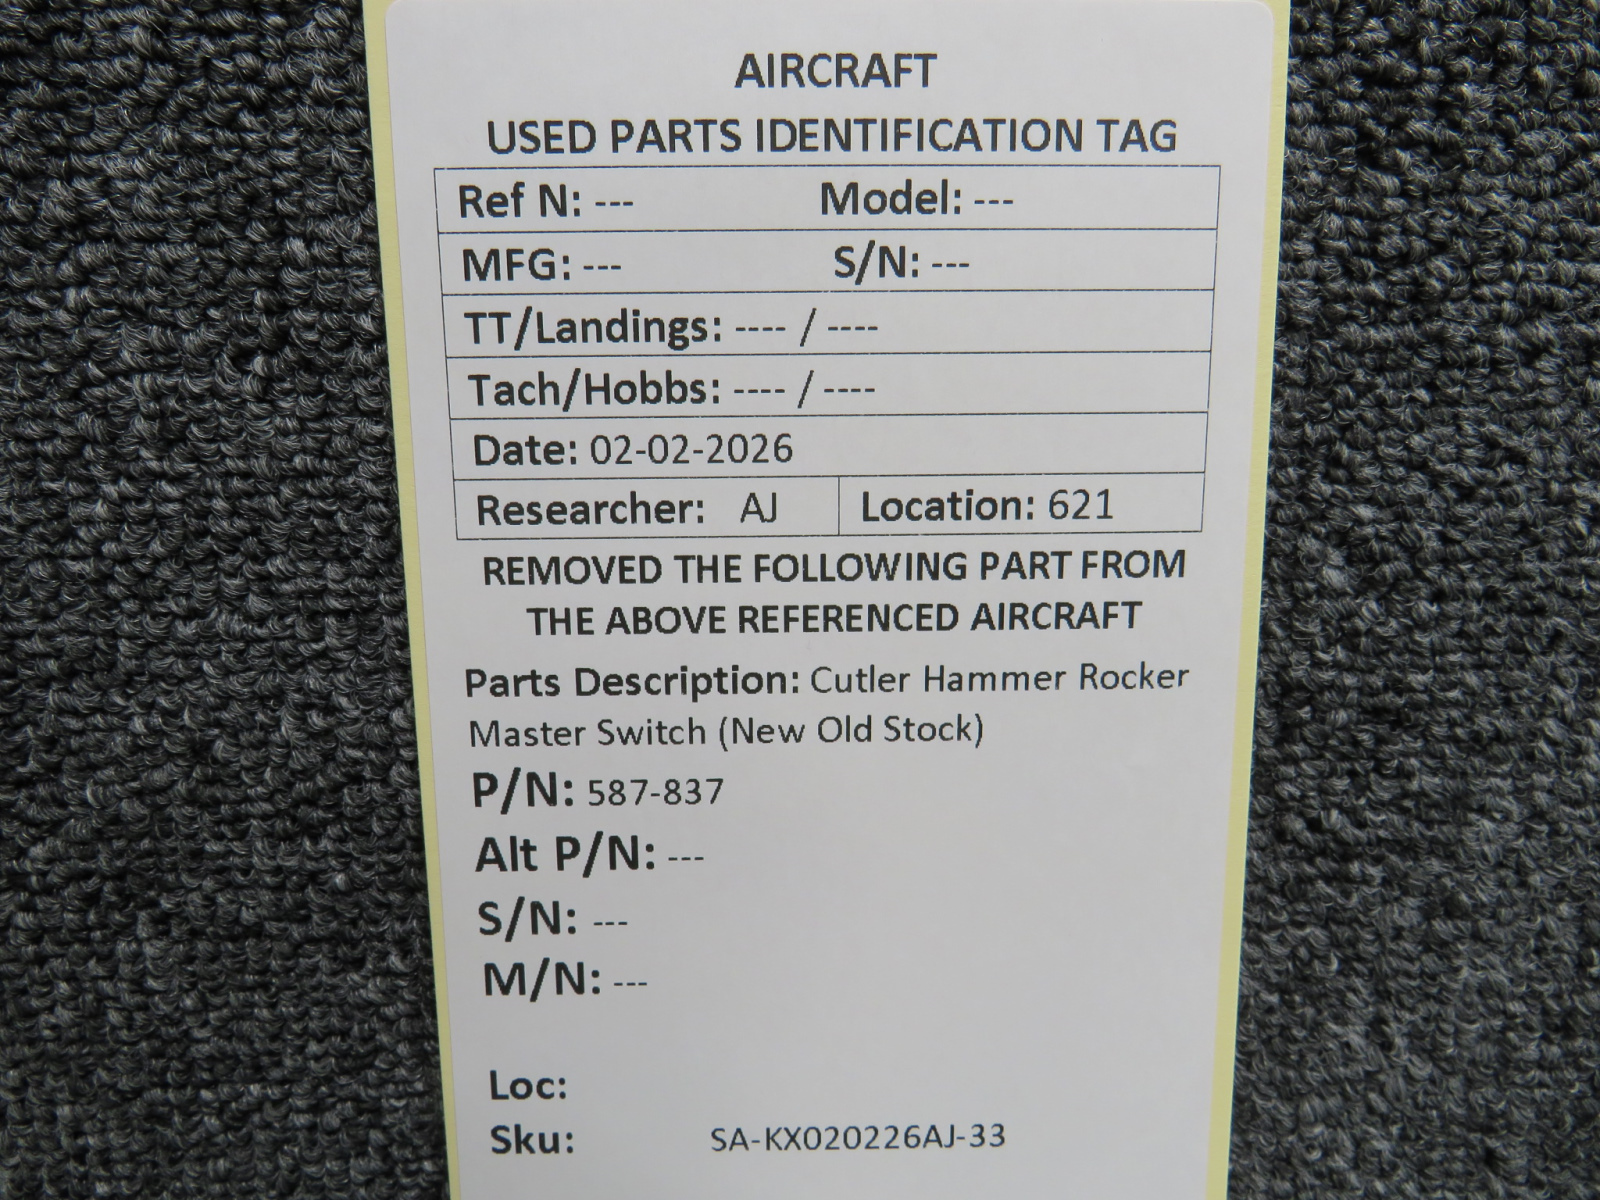 AIRCRAFT
USED PARTS IDENTIFICATION TAG
Ref N: --- Model: ---
MFG: --- S/N: ---
TT/Landings: ---- / ----
Tach/Hobbs: ---- / ----
Date: 02-02-2026
Researcher: AJ Location: 621
REMOVED THE FOLLOWING PART FROM
THE ABOVE REFERENCED AIRCRAFT
Parts Description: Cutler Hammer Rocker
Master Switch (New Old Stock)
P/N: 587-837
Alt P/N: ---
S/N: ---
M/N: ---
Loc:
Sku: SA-KX020226AJ-33